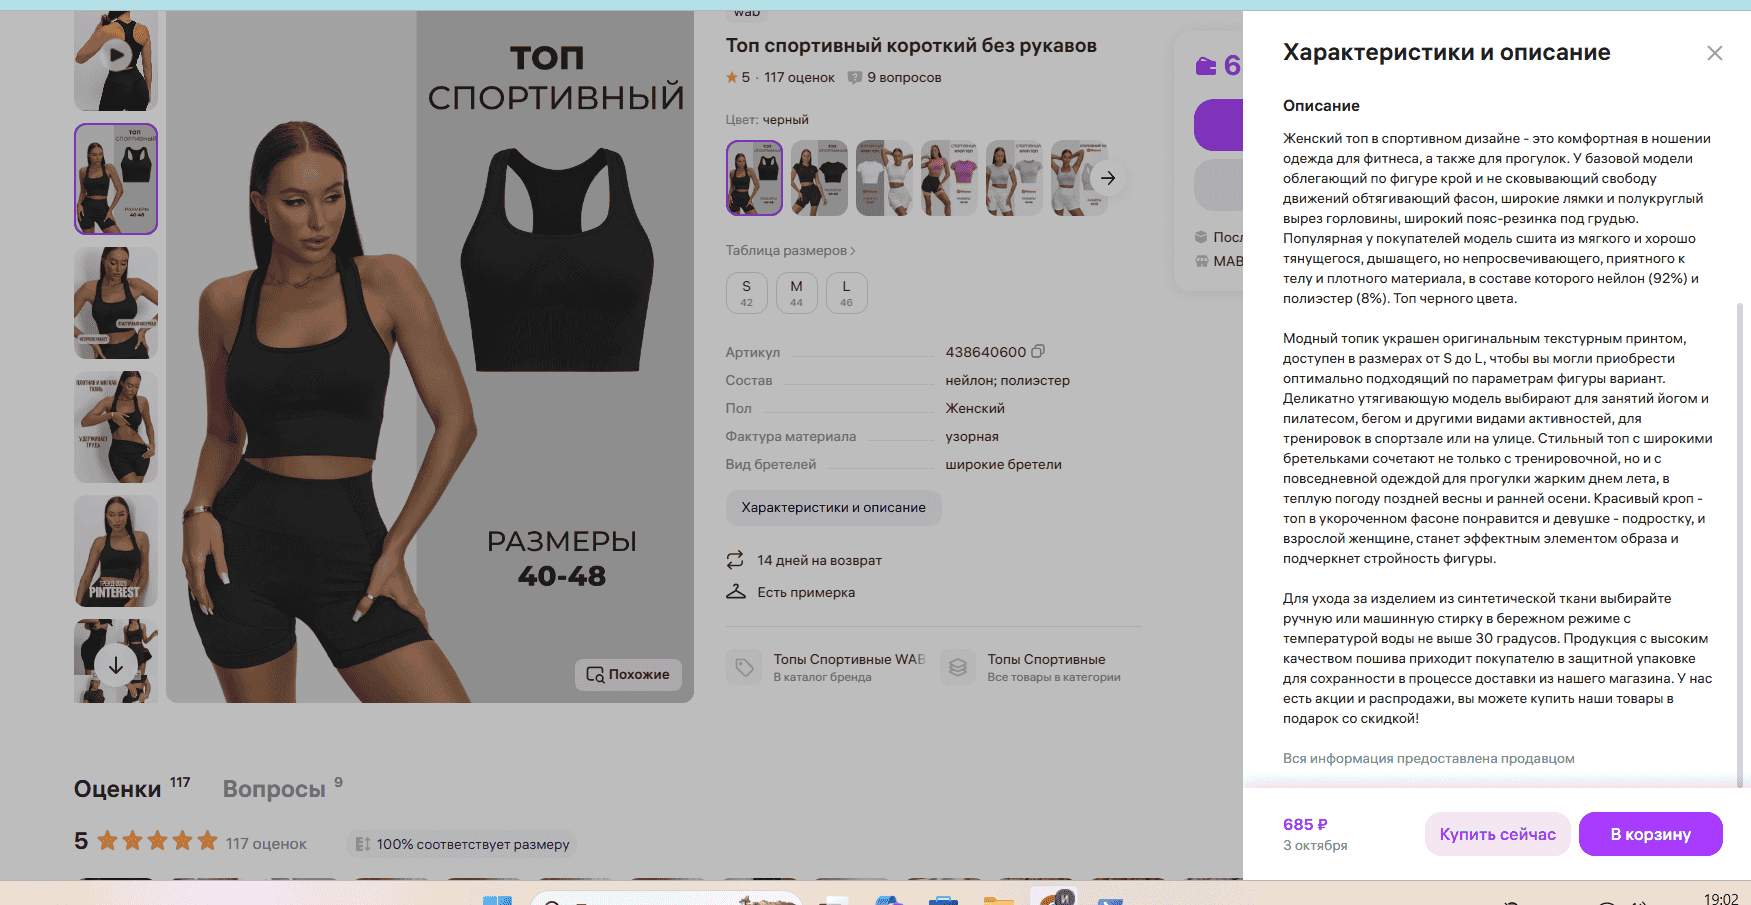 wab
Топ спортивный короткий без рукавов
5 · 117 оценок 9 вопросов
Цвет: черный
Таблица размеров
S M L
42 44 46
Артикул 438640600
Состав нейлон; полиэстер
Пол Женский
Фактура материала узорная
Вид бретелей широкие бретели
Характеристики и описание
14 дней на возврат
Есть примерка
Топы Спортивные WAB
В каталог бренда
Топы Спортивные
Все товары в категории
ТОП
СПОРТИВНЫЙ
РАЗМЕРЫ
40-48
Похожие
ТОП
СПОРТИВНЫЙ
РАЗМЕРЫ
40-48
ПЛОТНАЯ И МЯГКАЯ
ТКАНЬ
УДЕРЖИВАЕТ
ГРУДЬ
PINTEREST
6
МАВ
Оценки 117 Вопросы 9
5 117 оценок 100% соответствует размеру
Характеристики и описание
Описание
Женский топ в спортивном дизайне - это комфортная в ношении
одежда для фитнеса, а также для прогулок. У базовой модели
облегающий по фигуре крой и не сковывающий свободу
движений обтягивающий фасон, широкие лямки и полукруглый
вырез горловины, широкий пояс-резинка под грудью.
Популярная у покупателей модель сшита из мягкого и хорошо
тянущегося, дышащего, но непросвечивающего, приятного к
телу и плотного материала, в составе которого нейлон (92%) и
полиэстер (8%). Топ черного цвета.
Модный топик украшен оригинальным текстурным принтом,
доступен в размерах от S до L, чтобы вы могли приобрести
оптимально подходящий по параметрам фигуры вариант.
Деликатно утягивающую модель выбирают для занятий йогом и
пилатесом, бегом и другими видами активностей, для
тренировок в спортзале или на улице. Стильный топ с широкими
бретельками сочетают не только с тренировочной, но и с
повседневной одеждой для прогулки жарким днем лета, в
теплую погоду поздней весны и ранней осени. Красивый кроп -
топ в укороченном фасоне понравится и девушке - подростку, и
взрослой женщине, станет эффектным элементом образа и
подчеркнет стройность фигуры.
Для ухода за изделием из синтетической ткани выбирайте
ручную или машинную стирку в бережном режиме с
температурой воды не выше 30 градусов. Продукция с высоким
качеством пошива приходит покупателю в защитной упаковке
для сохранности в процессе доставки из нашего магазина. У нас
есть акции и распродажи, вы можете купить наши товары в
подарок со скидкой!
Вся информация предоставлена продавцом
685 ₽
3 октября
Купить сейчас
В корзину
19:02